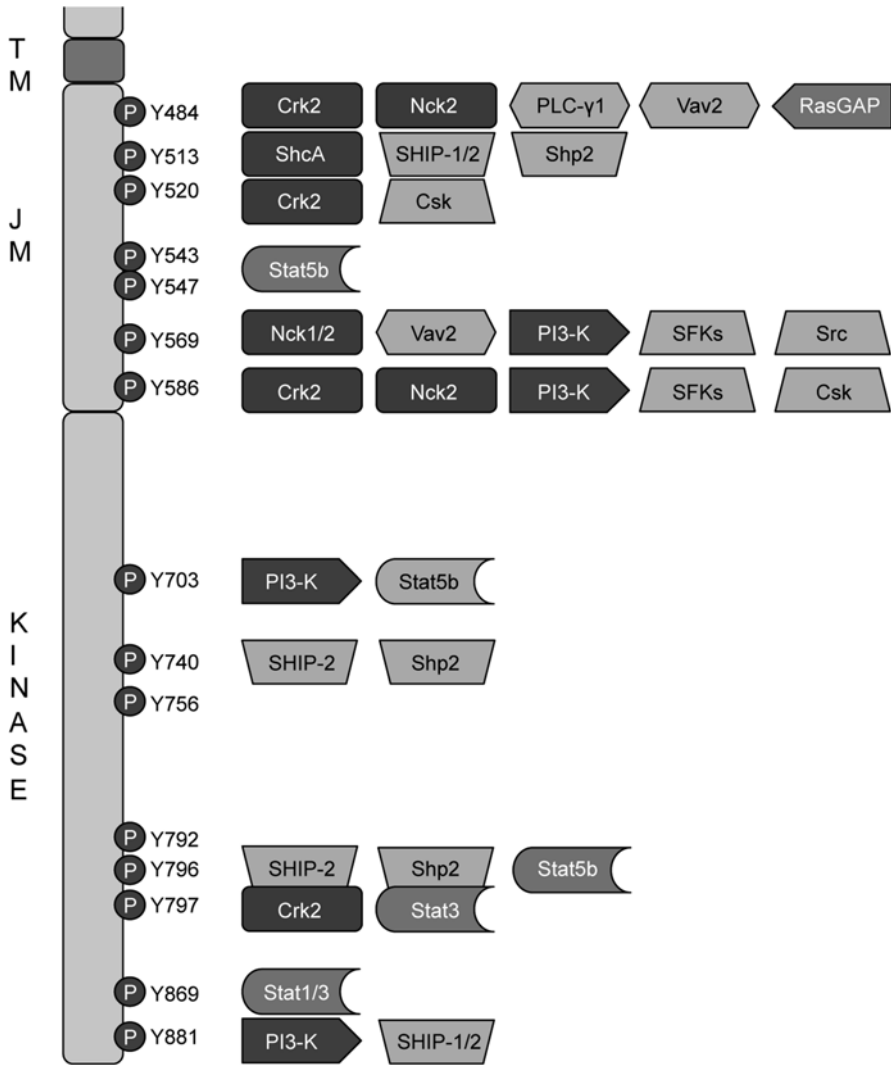 TM
P Y484 Crk2 Nck2 PLC-γ1 Vav2 RasGAP
P Y513 ShcA SHIP-1/2 Shp2
P Y520 Crk2 Csk
JM
P Y543 Stat5b
P Y547
P Y569 Nck1/2 Vav2 PI3-K SFKs Src
P Y586 Crk2 Nck2 PI3-K SFKs Csk
P Y703 PI3-K Stat5b
KINASE
P Y740 SHIP-2 Shp2
P Y756
P Y792
P Y796 SHIP-2 Shp2 Stat5b
P Y797 Crk2 Stat3
P Y869 Stat1/3
P Y881 PI3-K SHIP-1/2